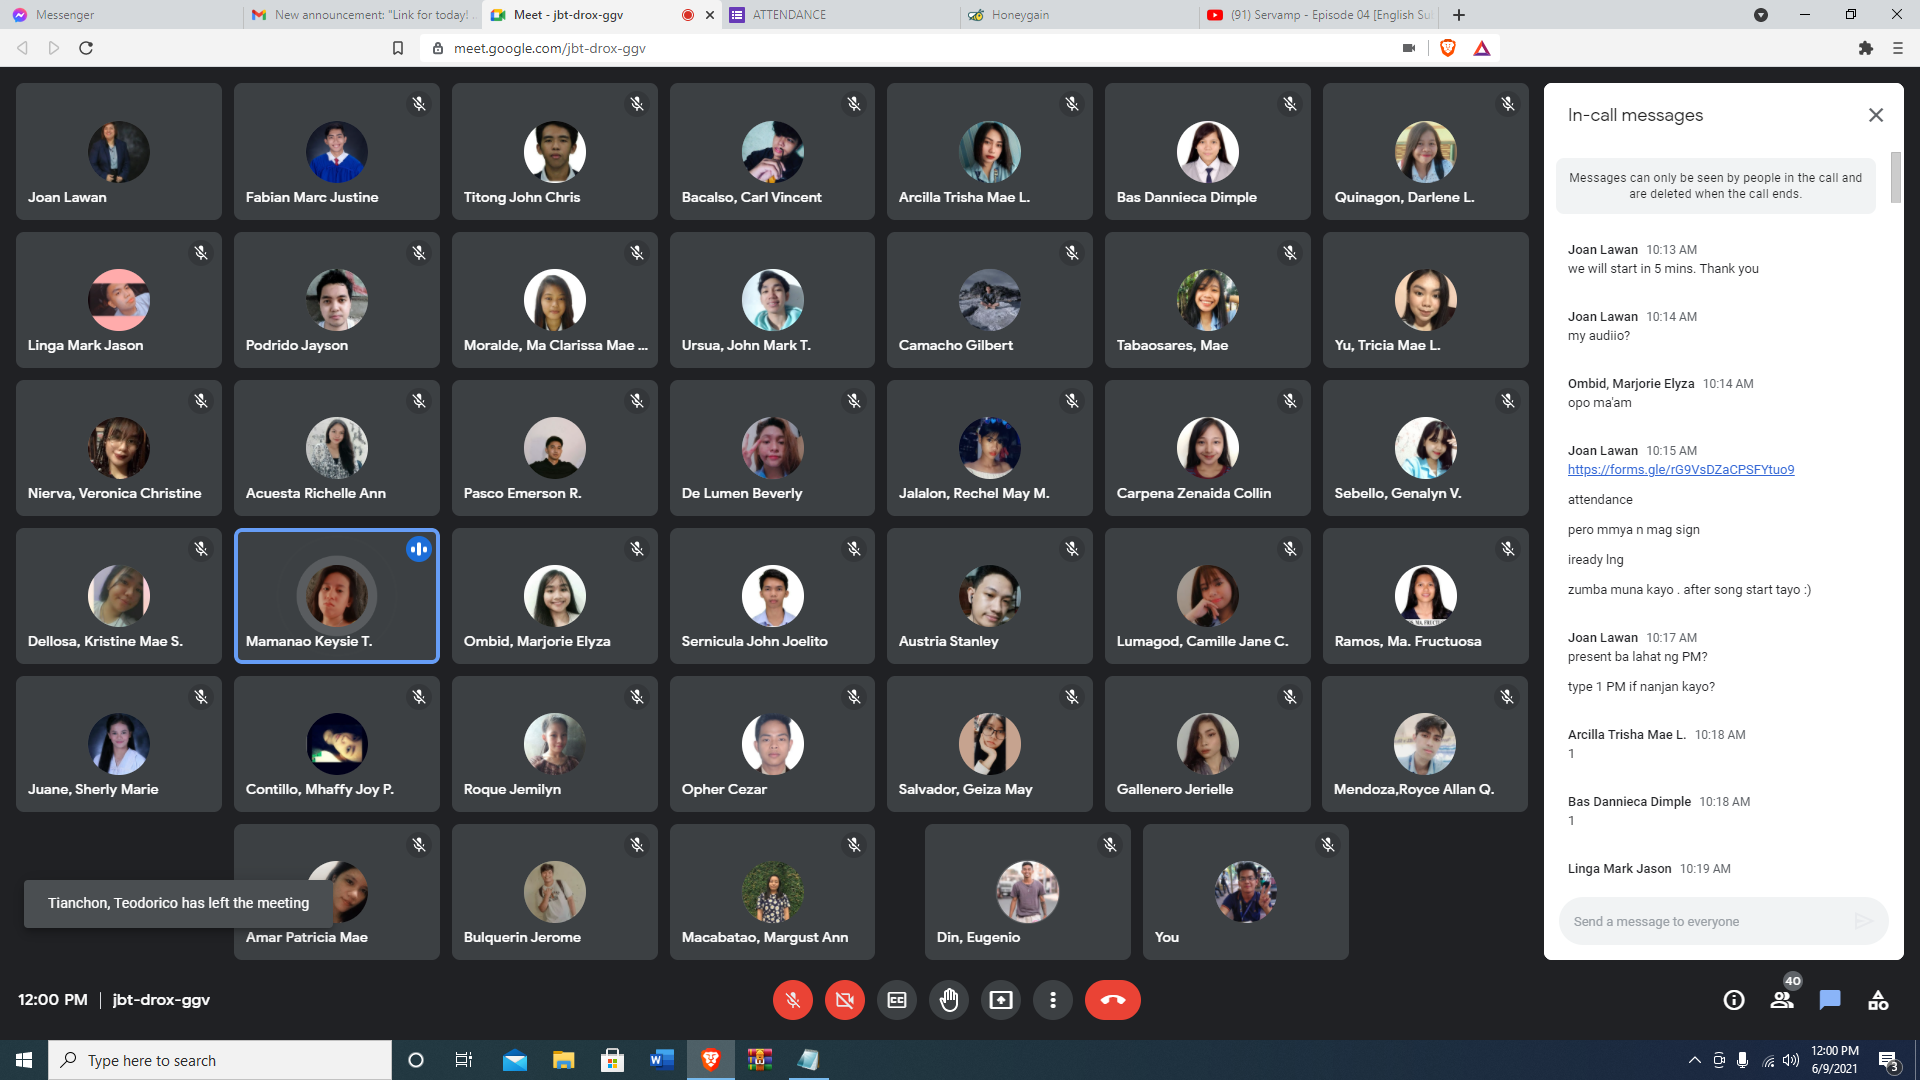 Messenger
New announcement: "Link for today! 
Meet - jbt-drox-ggv
ATTENDANCE
Honeygain
(91) Servamp - Episode 04 [English Su
meet.google.com/jbt-drox-ggv
Joan Lawan
Fabian Marc Justine
Titong John Chris
Bacalso, Carl Vincent
Arcilla Trisha Mae L.
Bas Dannieca Dimple
Quinagon, Darlene L.
Linga Mark Jason
Podrido Jayson
Moralde, Ma Clarissa Mae ...
Ursua, John Mark T.
Camacho Gilbert
Tabaosares, Mae
Yu, Tricia Mae L.
Nierva, Veronica Christine
Acuesta Richelle Ann
Pasco Emerson R.
De Lumen Beverly
Jalalon, Rechel May M.
Carpena Zenaida Collin
Sebello, Genalyn V.
Dellosa, Kristine Mae S.
Mamanao Keysie T.
Ombid, Marjorie Elyza
Sernicula John Joelito
Austria Stanley
Lumagod, Camille Jane C.
Ramos, Ma. Fructuosa
Juane, Sherly Marie
Contillo, Mhaffy Joy P.
Roque Jemilyn
Opher Cezar
Salvador, Geiza May
Gallenero Jerielle
Mendoza,Royce Allan Q.
Tianchon, Teodorico has left the meeting
Amar Patricia Mae
Bulquerin Jerome
Macabatao, Margust Ann
Din, Eugenio
You
In-call messages
Messages can only be seen by people in the call and
are deleted when the call ends.
Joan Lawan 10:13 AM
we will start in 5 mins. Thank you
Joan Lawan 10:14 AM
my audiio?
Ombid, Marjorie Elyza 10:14 AM
opo ma'am
Joan Lawan 10:15 AM
https://forms.gle/rG9VsDZaCPSFYtuo9
attendance
pero mmya n mag sign
iready lng
zumba muna kayo . after song start tayo :)
Joan Lawan 10:17 AM
present ba lahat ng PM?
type 1 PM if nanjan kayo?
Arcilla Trisha Mae L. 10:18 AM
1
Bas Dannieca Dimple 10:18 AM
1
Linga Mark Jason 10:19 AM
Send a message to everyone
12:00 PM | jbt-drox-ggv
40
Type here to search
12:00 PM
6/9/2021
3